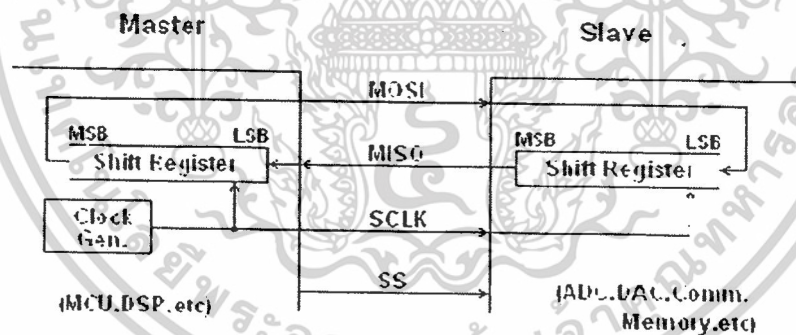 Master
Slave
MOSI
MSB
LSB
MSB
LSB
Shift Register
MISO
Shift Register
Clock
Gen.
SCLK
SS
(MCU.DSP.etc)
(ADC.DAC.Comm.
Memory.etc)